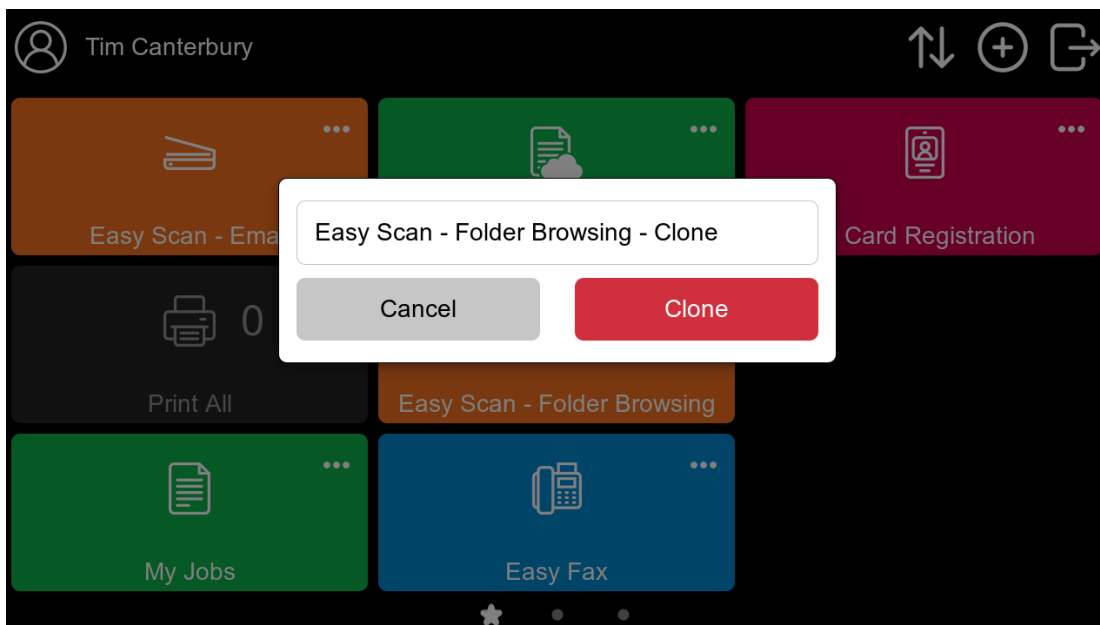 Tim Canterbury
Easy Scan - Ema
Card Registration
Easy Scan - Folder Browsing - Clone
Cancel
Clone
0
Print All
Easy Scan - Folder Browsing
My Jobs
Easy Fax